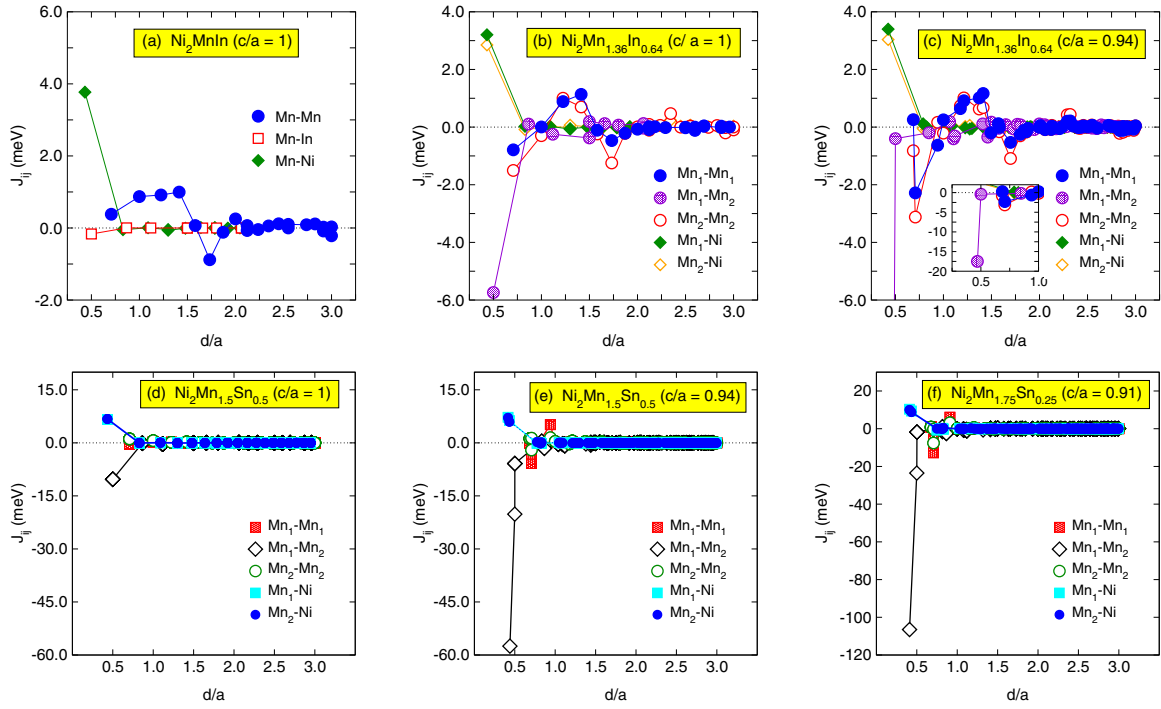 (a) Ni2MnIn (c/a = 1)
Mn-Mn
Mn-In
Mn-Ni
6.0
4.0
2.0
0.0
-2.0
Jij (meV)
0.5 1.0 1.5 2.0 2.5 3.0
d/a
(b) Ni2Mn1.36In0.64 (c/ a = 1)
Mn1-Mn1
Mn1-Mn2
Mn2-Mn2
Mn1-Ni
Mn2-Ni
4.0
2.0
0.0
-2.0
-4.0
-6.0
0.5 1.0 1.5 2.0 2.5 3.0
d/a
(c) Ni2Mn1.36In0.64 (c/a = 0.94)
Mn1-Mn1
Mn1-Mn2
Mn2-Mn2
Mn1-Ni
Mn2-Ni
4.0
2.0
0.0
-2.0
-4.0
-6.0
0
-5
-10
-15
-20
0.5 1.0
0.5 1.0 1.5 2.0 2.5 3.0
d/a
(d) Ni2Mn1.5Sn0.5 (c/a = 1)
Mn1-Mn1
Mn1-Mn2
Mn2-Mn2
Mn1-Ni
Mn2-Ni
15.0
0.0
-15.0
-30.0
-45.0
-60.0
Jij (meV)
0.5 1.0 1.5 2.0 2.5 3.0
d/a
(e) Ni2Mn1.5Sn0.5 (c/a = 0.94)
Mn1-Mn1
Mn1-Mn2
Mn2-Mn2
Mn1-Ni
Mn2-Ni
15.0
0.0
-15.0
-30.0
-45.0
-60.0
Jij (meV)
0.5 1.0 1.5 2.0 2.5 3.0
d/a
(f) Ni2Mn1.75Sn0.25 (c/a = 0.91)
Mn1-Mn1
Mn1-Mn2
Mn2-Mn2
Mn1-Ni
Mn2-Ni
20
0
-20
-40
-60
-80
-100
-120
Jij (meV)
0.5 1.0 1.5 2.0 2.5 3.0
d/a